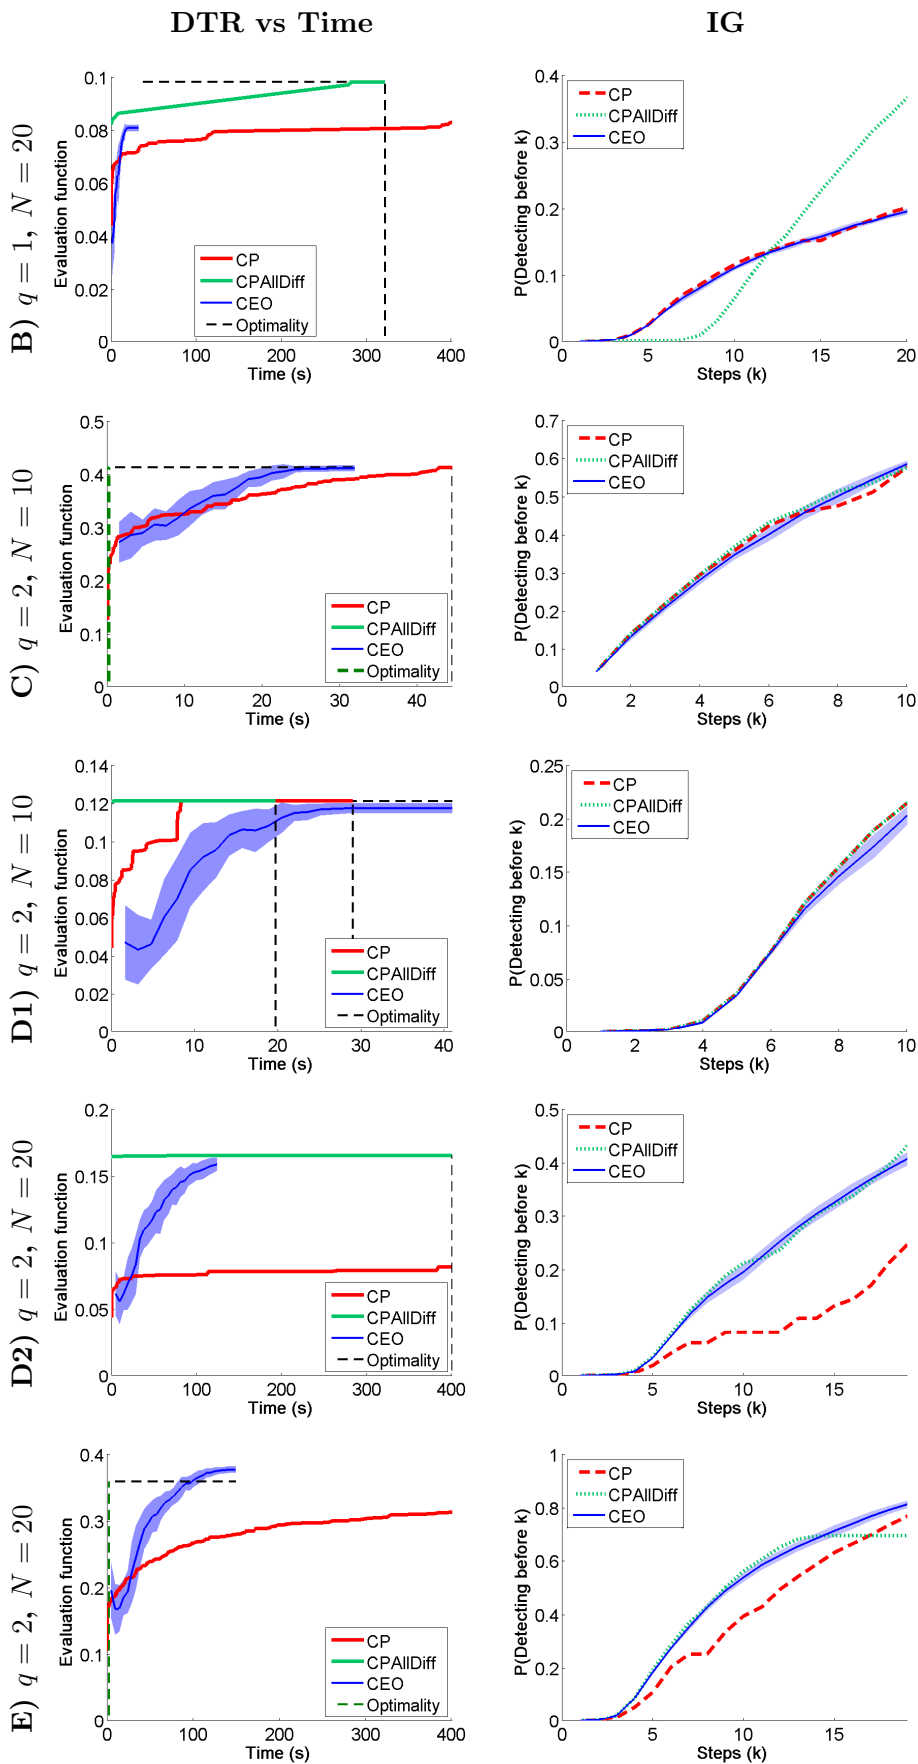 DTR vs Time
IG
B) q = 1, N = 20
Evaluation function
0.1
0.08
0.06
0.04
0.02
0
CP
CPAllDiff
CEO
Optimality
0 100 200 300 400
Time (s)
P(Detecting before k)
0.4
0.3
0.2
0.1
0
CP
CPAllDiff
CEO
0 5 10 15 20
Steps (k)
C) q = 2, N = 10
Evaluation function
0.5
0.4
0.3
0.2
0.1
0
CP
CPAllDiff
CEO
Optimality
0 10 20 30 40
Time (s)
P(Detecting before k)
0.7
0.6
0.5
0.4
0.3
0.2
0.1
0
CP
CPAllDiff
CEO
0 2 4 6 8 10
Steps (k)
D1) q = 2, N = 10
Evaluation function
0.14
0.12
0.1
0.08
0.06
0.04
0.02
0
CP
CPAllDiff
CEO
Optimality
0 10 20 30 40
Time (s)
P(Detecting before k)
0.25
0.2
0.15
0.1
0.05
0
CP
CPAllDiff
CEO
0 2 4 6 8 10
Steps (k)
D2) q = 2, N = 20
Evaluation function
0.2
0.15
0.1
0.05
0
CP
CPAllDiff
CEO
Optimality
0 100 200 300 400
Time (s)
P(Detecting before k)
0.5
0.4
0.3
0.2
0.1
0
CP
CPAllDiff
CEO
0 5 10 15
Steps (k)
E) q = 2, N = 20
Evaluation function
0.4
0.3
0.2
0.1
0
CP
CPAllDiff
CEO
Optimality
0 100 200 300 400
Time (s)
P(Detecting before k)
1
0.8
0.6
0.4
0.2
0
CP
CPAllDiff
CEO
0 5 10 15
Steps (k)